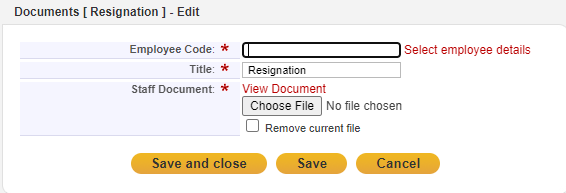 Documents [ Resignation ] - Edit
Employee Code: * Select employee details
Title: * Resignation
Staff Document: * View Document
Choose File No file chosen
Remove current file
Save and close Save Cancel